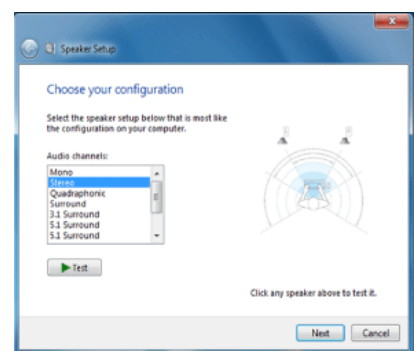 Speaker Setup
Choose your configuration
Select the speaker setup below that is most like
the configuration on your computer.
Audio channels:
Mono
Stereo
Quadraphonic
Surround
3.1 Surround
5.1 Surround
5.1 Surround
Test
Click any speaker above to test it.
Next
Cancel